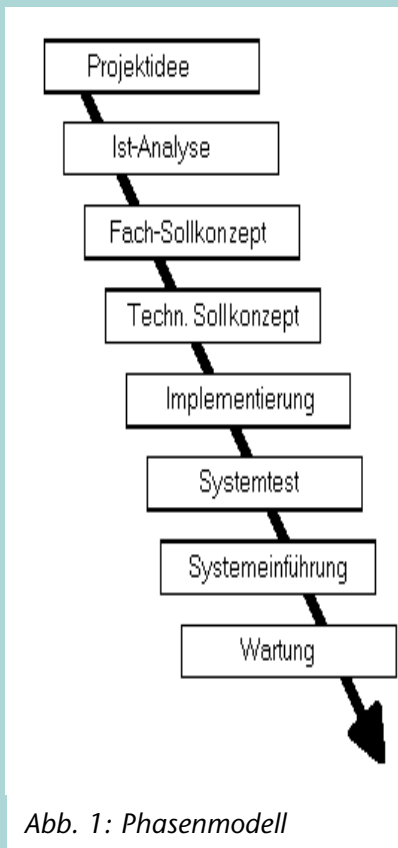 Projektidee
Ist-Analyse
Fach-Sollkonzept
Techn. Sollkonzept
Implementierung
Systemtest
Systemeinführung
Wartung
Abb. 1: Phasenmodell